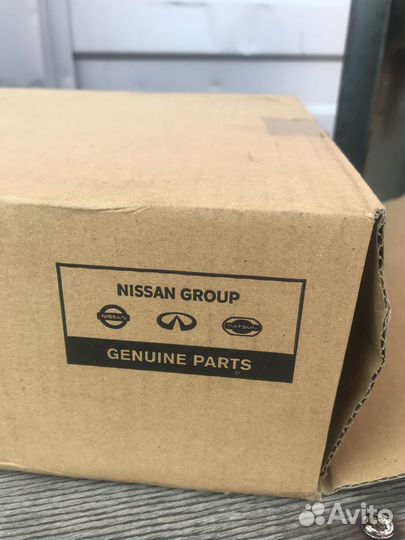 NISSAN GROUP
NISSAN DATSUN
GENUINE PARTS
Avito